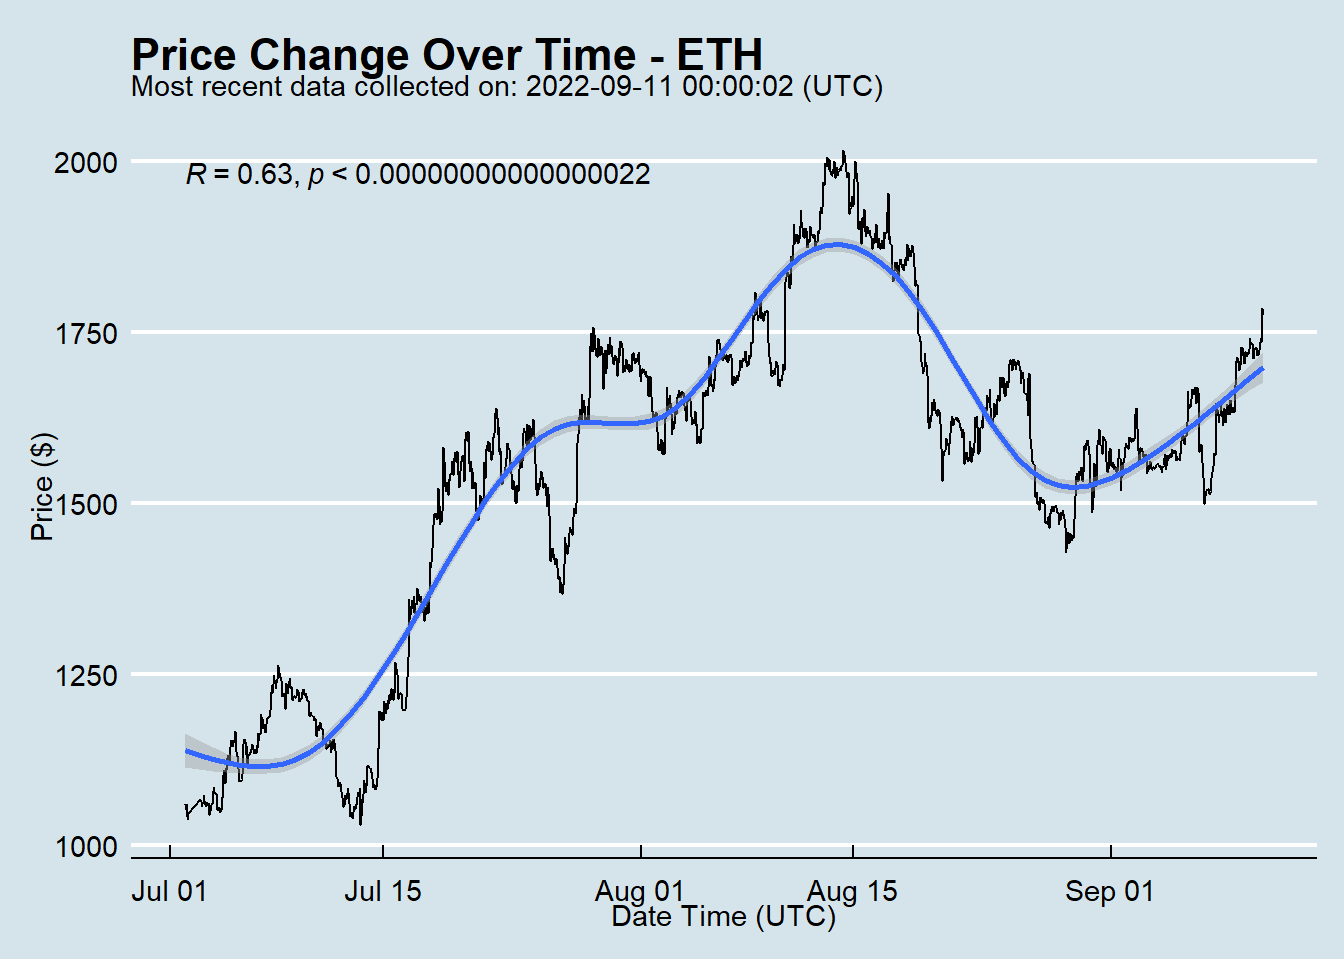 Price Change Over Time - ETH
Most recent data collected on: 2022-09-11 00:00:02 (UTC)
R = 0.63, p < 0.00000000000000022
2000
1750
1500
1250
1000
Price ($)
Jul 01
Jul 15
Aug 01
Aug 15
Sep 01
Date Time (UTC)